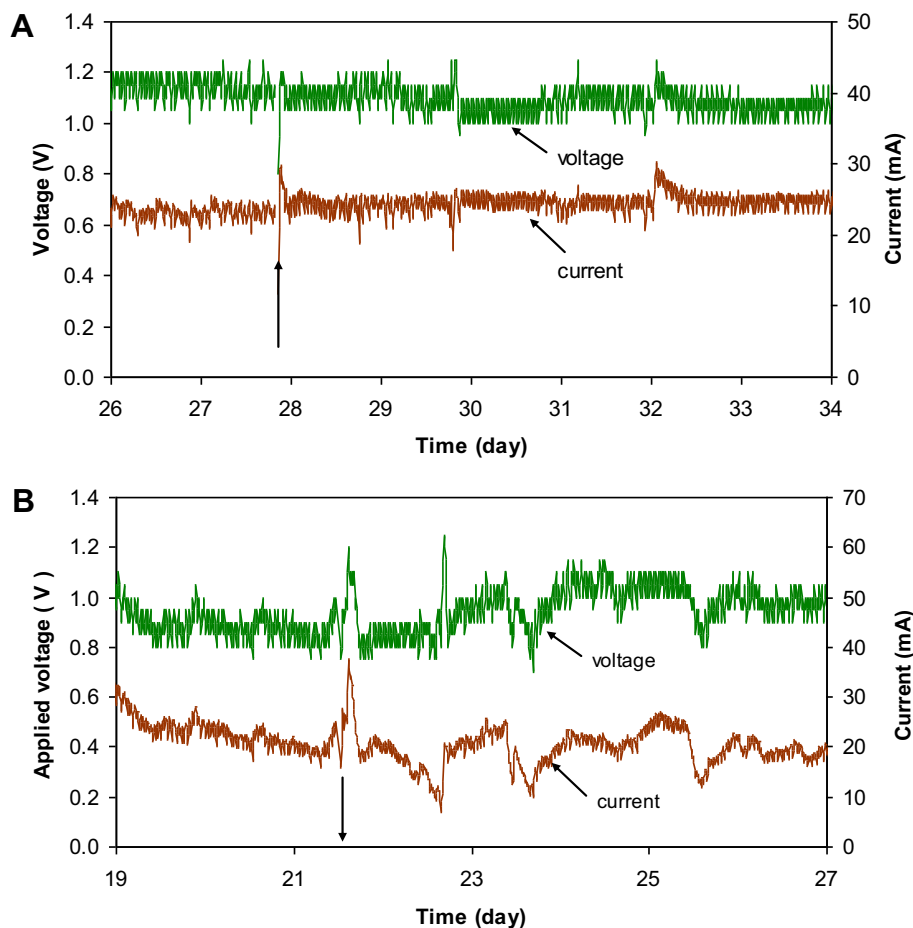 A
1.4
1.2
1.0
0.8
0.6
0.4
0.2
0.0
Voltage (V)
50
40
30
20
10
0
Current (mA)
voltage
current
26 27 28 29 30 31 32 33 34
Time (day)
B
1.4
1.2
1.0
0.8
0.6
0.4
0.2
0.0
Applied voltage ( V )
70
60
50
40
30
20
10
0
Current (mA)
voltage
current
19 21 23 25 27
Time (day)